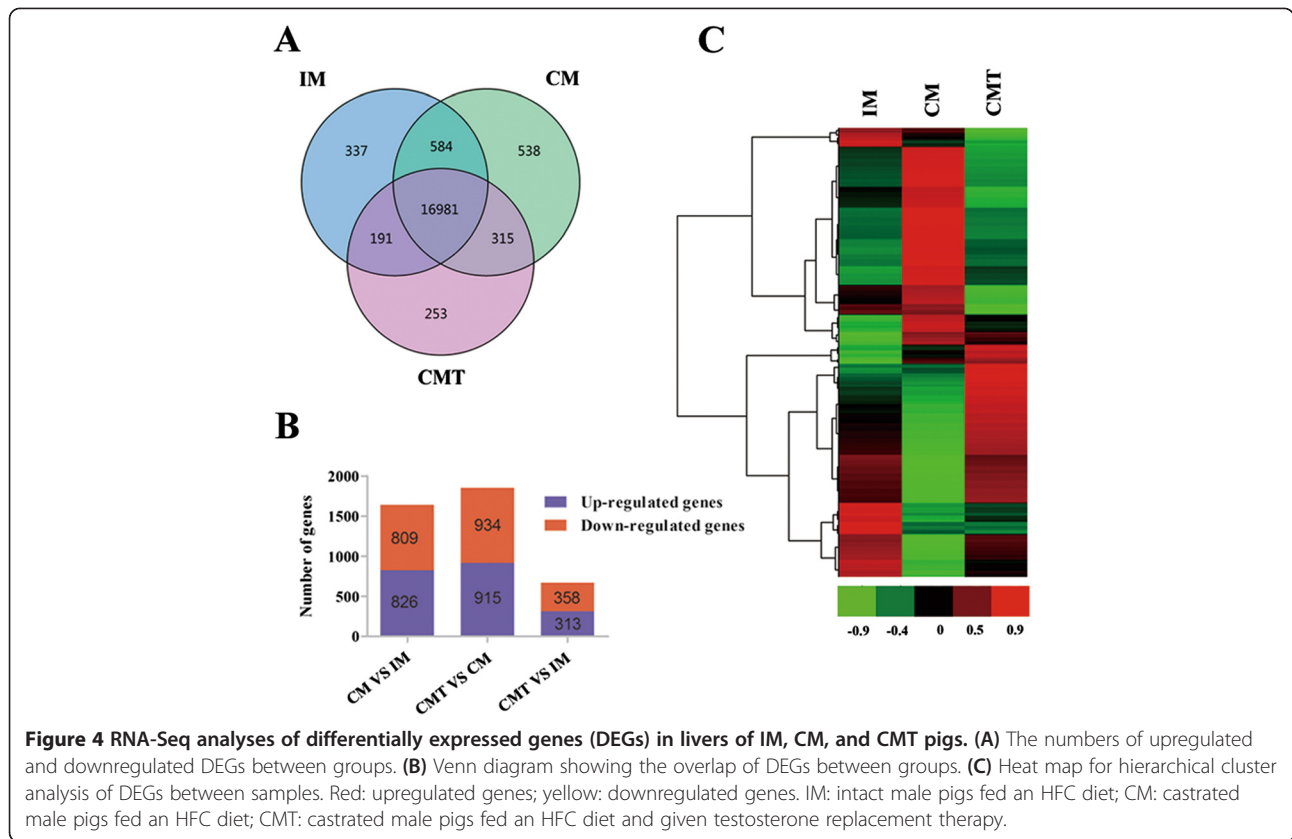 A
IM
CM
337
584
538
16981
191
315
253
CMT
B
2000
1500
1000
500
0
Number of genes
809
826
934
915
358
313
CM VS IM
CMT VS CM
CMT VS IM
Up-regulated genes
Down-regulated genes
C
IM
CM
CMT
-0.9 -0.4 0 0.5 0.9
Figure 4 RNA-Seq analyses of differentially expressed genes (DEGs) in livers of IM, CM, and CMT pigs. (A) The numbers of upregulated
and downregulated DEGs between groups. (B) Venn diagram showing the overlap of DEGs between groups. (C) Heat map for hierarchical cluster
analysis of DEGs between samples. Red: upregulated genes; yellow: downregulated genes. IM: intact male pigs fed an HFC diet; CM: castrated
male pigs fed an HFC diet; CMT: castrated male pigs fed an HFC diet and given testosterone replacement therapy.